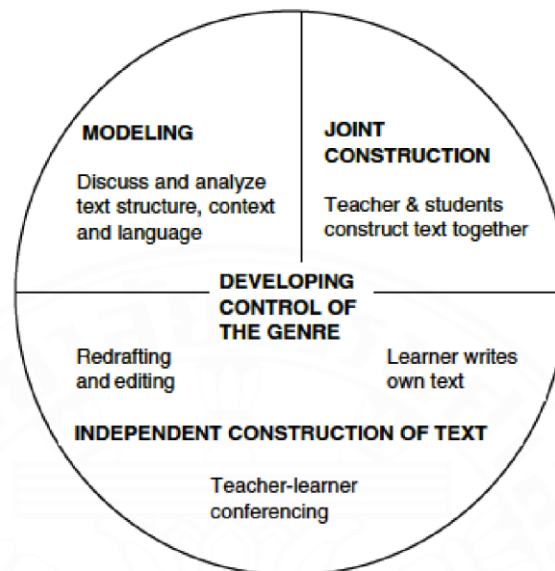 MODELING
Discuss and analyze
text structure, context
and language
JOINT
CONSTRUCTION
Teacher & students
construct text together
DEVELOPING
CONTROL OF
THE GENRE
Redrafting
and editing
Learner writes
own text
INDEPENDENT CONSTRUCTION OF TEXT
Teacher-learner
conferencing